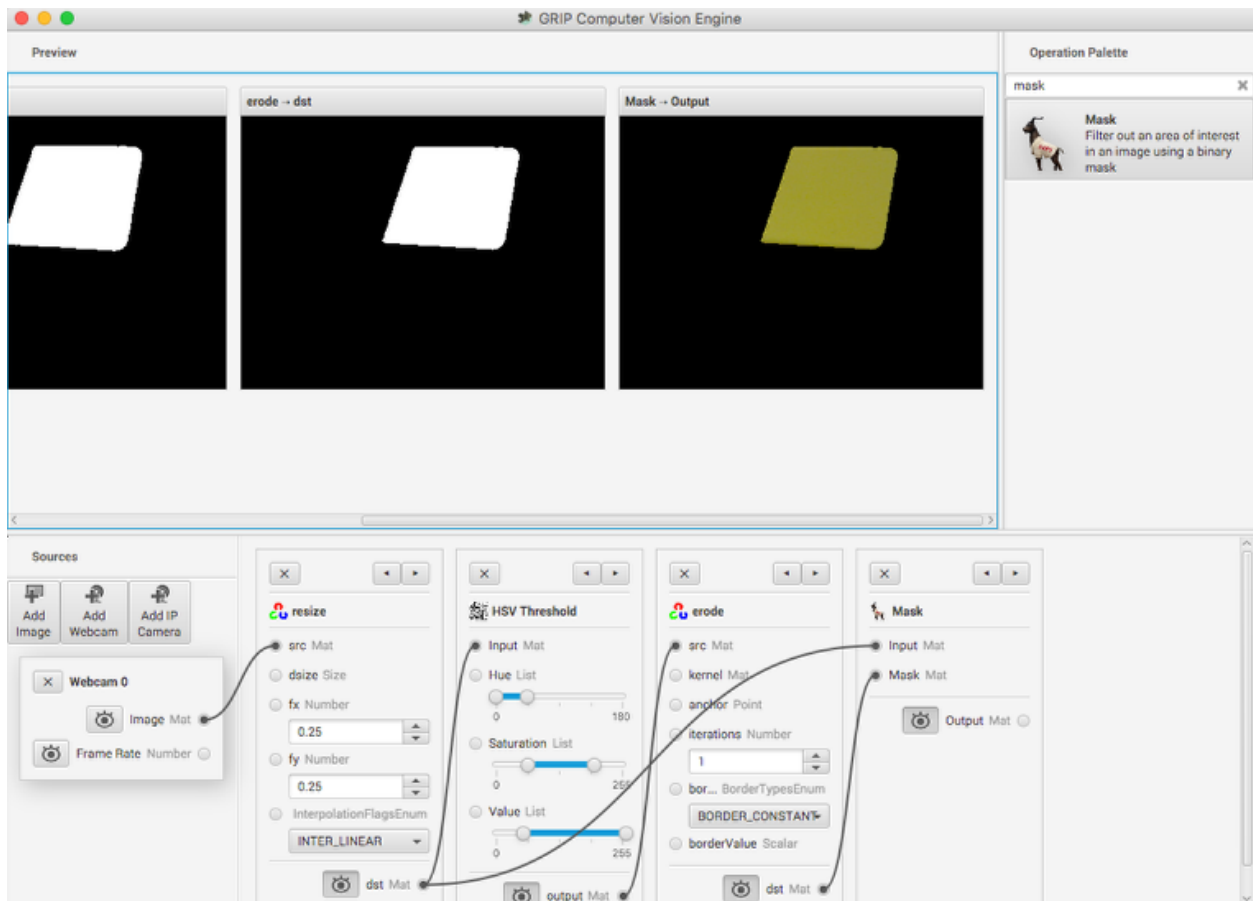 GRIP Computer Vision Engine
Preview
Operation Palette
mask
erode → dst
Mask → Output
Mask
Filter out an area of interest
in an image using a binary
mask
Sources
Add
Image
Add
Webcam
Add IP
Camera
Webcam 0
Image Mat
Frame Rate Number
resize
src Mat
dsize Size
fx Number
0.25
fy Number
0.25
InterpolationFlagsEnum
INTER_LINEAR
dst Mat
HSV Threshold
Input Mat
Hue List
0 180
Saturation List
0 255
Value List
0 255
output Mat
erode
src Mat
kernel Mat
anchor Point
iterations Number
1
bor... BorderTypesEnum
BORDER_CONSTANT
borderValue Scalar
dst Mat
Mask
Input Mat
Mask Mat
Output Mat